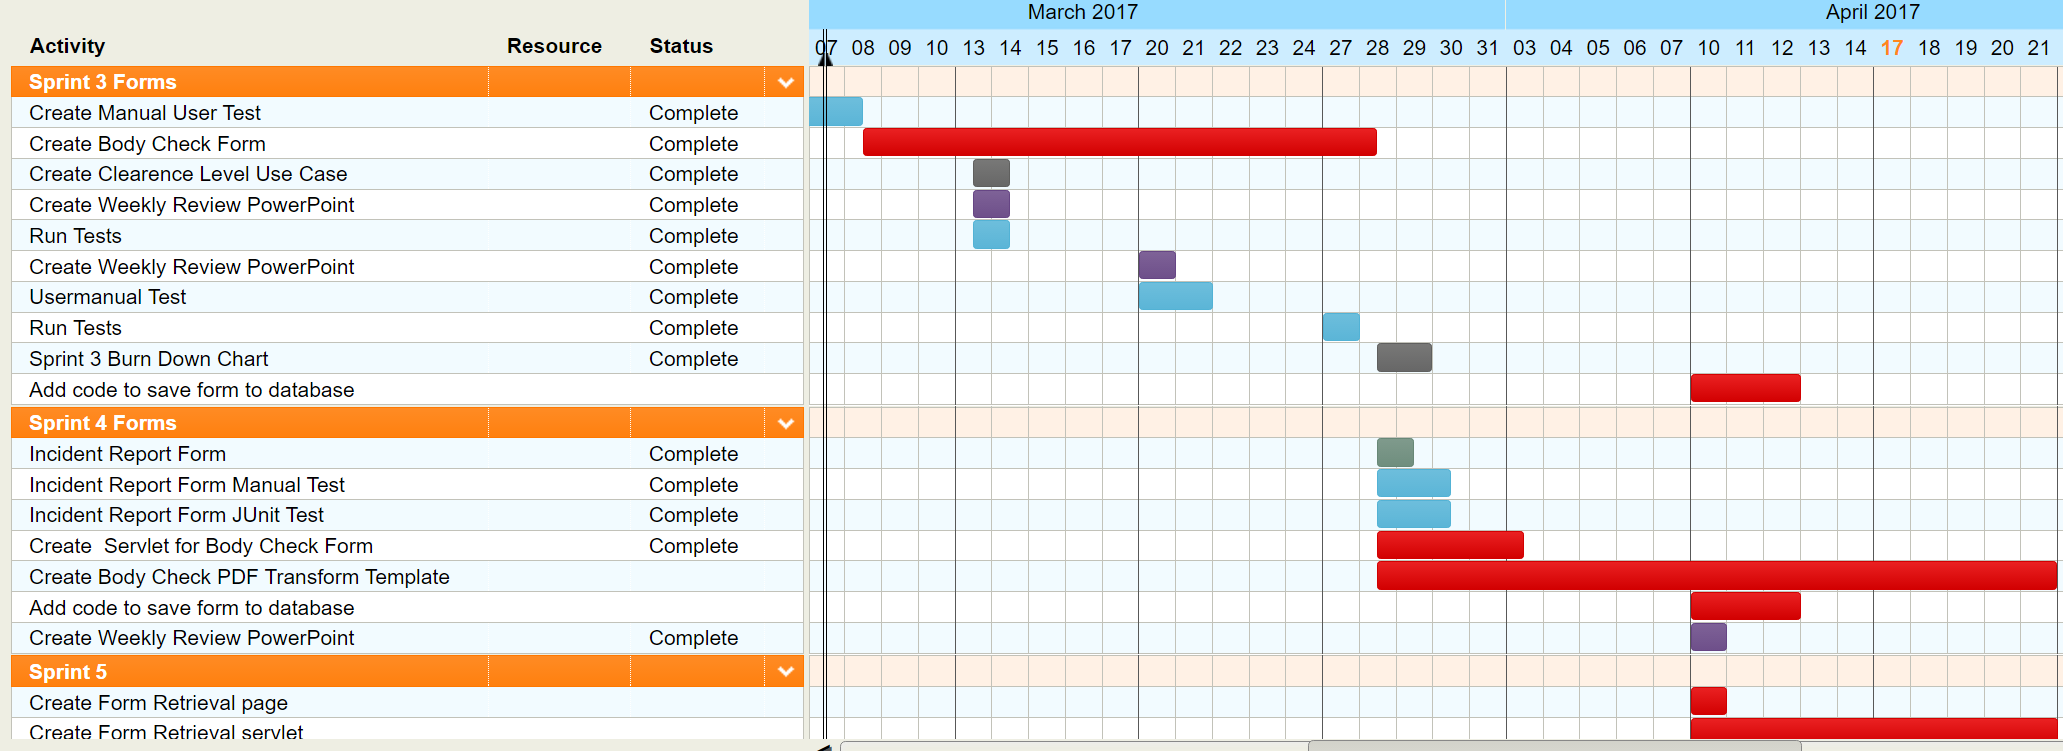 March 2017 April 2017
Activity Resource Status 07 08 09 10 13 14 15 16 17 20 21 22 23 24 27 28 29 30 31 03 04 05 06 07 10 11 12 13 14 17 18 19 20 21
Sprint 3 Forms
Create Manual User Test Complete
Create Body Check Form Complete
Create Clearence Level Use Case Complete
Create Weekly Review PowerPoint Complete
Run Tests Complete
Create Weekly Review PowerPoint Complete
Usermanual Test Complete
Run Tests Complete
Sprint 3 Burn Down Chart Complete
Add code to save form to database
Sprint 4 Forms
Incident Report Form Complete
Incident Report Form Manual Test Complete
Incident Report Form JUnit Test Complete
Create  Servlet for Body Check Form Complete
Create Body Check PDF Transform Template
Add code to save form to database
Create Weekly Review PowerPoint Complete
Sprint 5
Create Form Retrieval page
Create Form Retrieval servlet